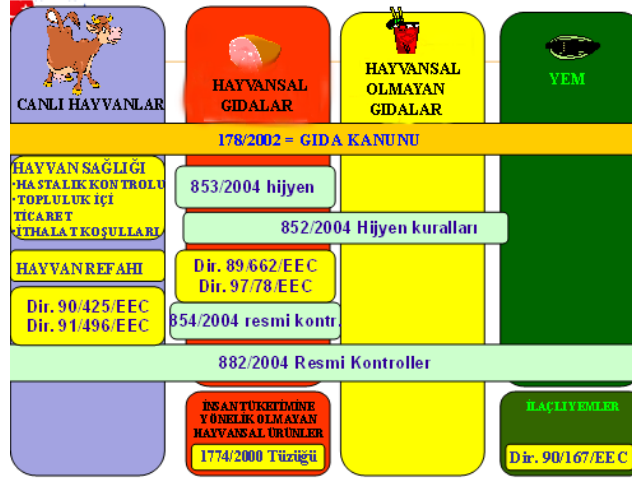 CANLI HAYVANLAR
HAYVANSAL
GIDALAR
HAYVANSAL
OLMAYAN
GIDALAR
YEM
178/2002 = GIDA KANUNU
HAYVAN SAĞLIĞI
•HASTALIK KONTROLU
•TOPLULUK İÇİ
TİCARET
•İTHALAT KOŞULLARI
853/2004 hijyen
852/2004 Hijyen kuralları
HAYVAN REFAHI
Dir. 89/662/EEC
Dir. 97/78/EEC
Dir. 90/425/EEC
Dir. 91/496/EEC
854/2004 resmi kontr.
882/2004 Resmi Kontroller
İNSAN TÜKETİMİNE
YÖNELİK OLMAYAN
HAYVANSAL ÜRÜNLER
1774/2000 Tüzüğü
İLAÇLI YEMLER
Dir. 90/167/EEC